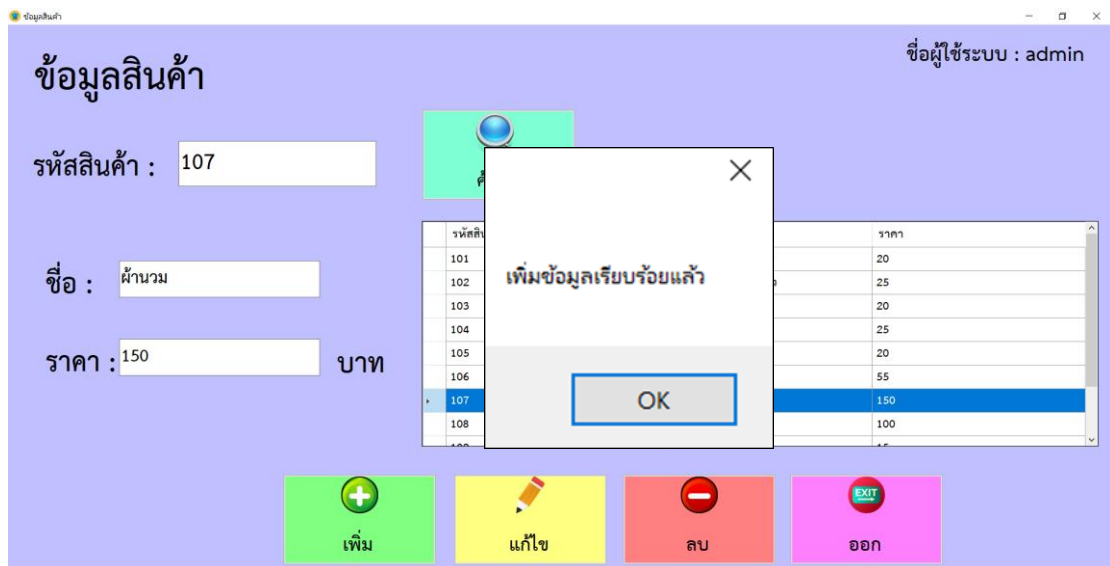 ข้อมูลสินค้า
ชื่อผู้ใช้ระบบ : admin
ข้อมูลสินค้า
รหัสสินค้า : 107
ราคา
101 20
102 25
103 20
104 25
105 20
106 55
107 150
108 100
ชื่อ : ผ้านวม
ราคา : 150 บาท
เพิ่มข้อมูลเรียบร้อยแล้ว
OK
EXIT
เพิ่ม แก้ไข ลบ ออก